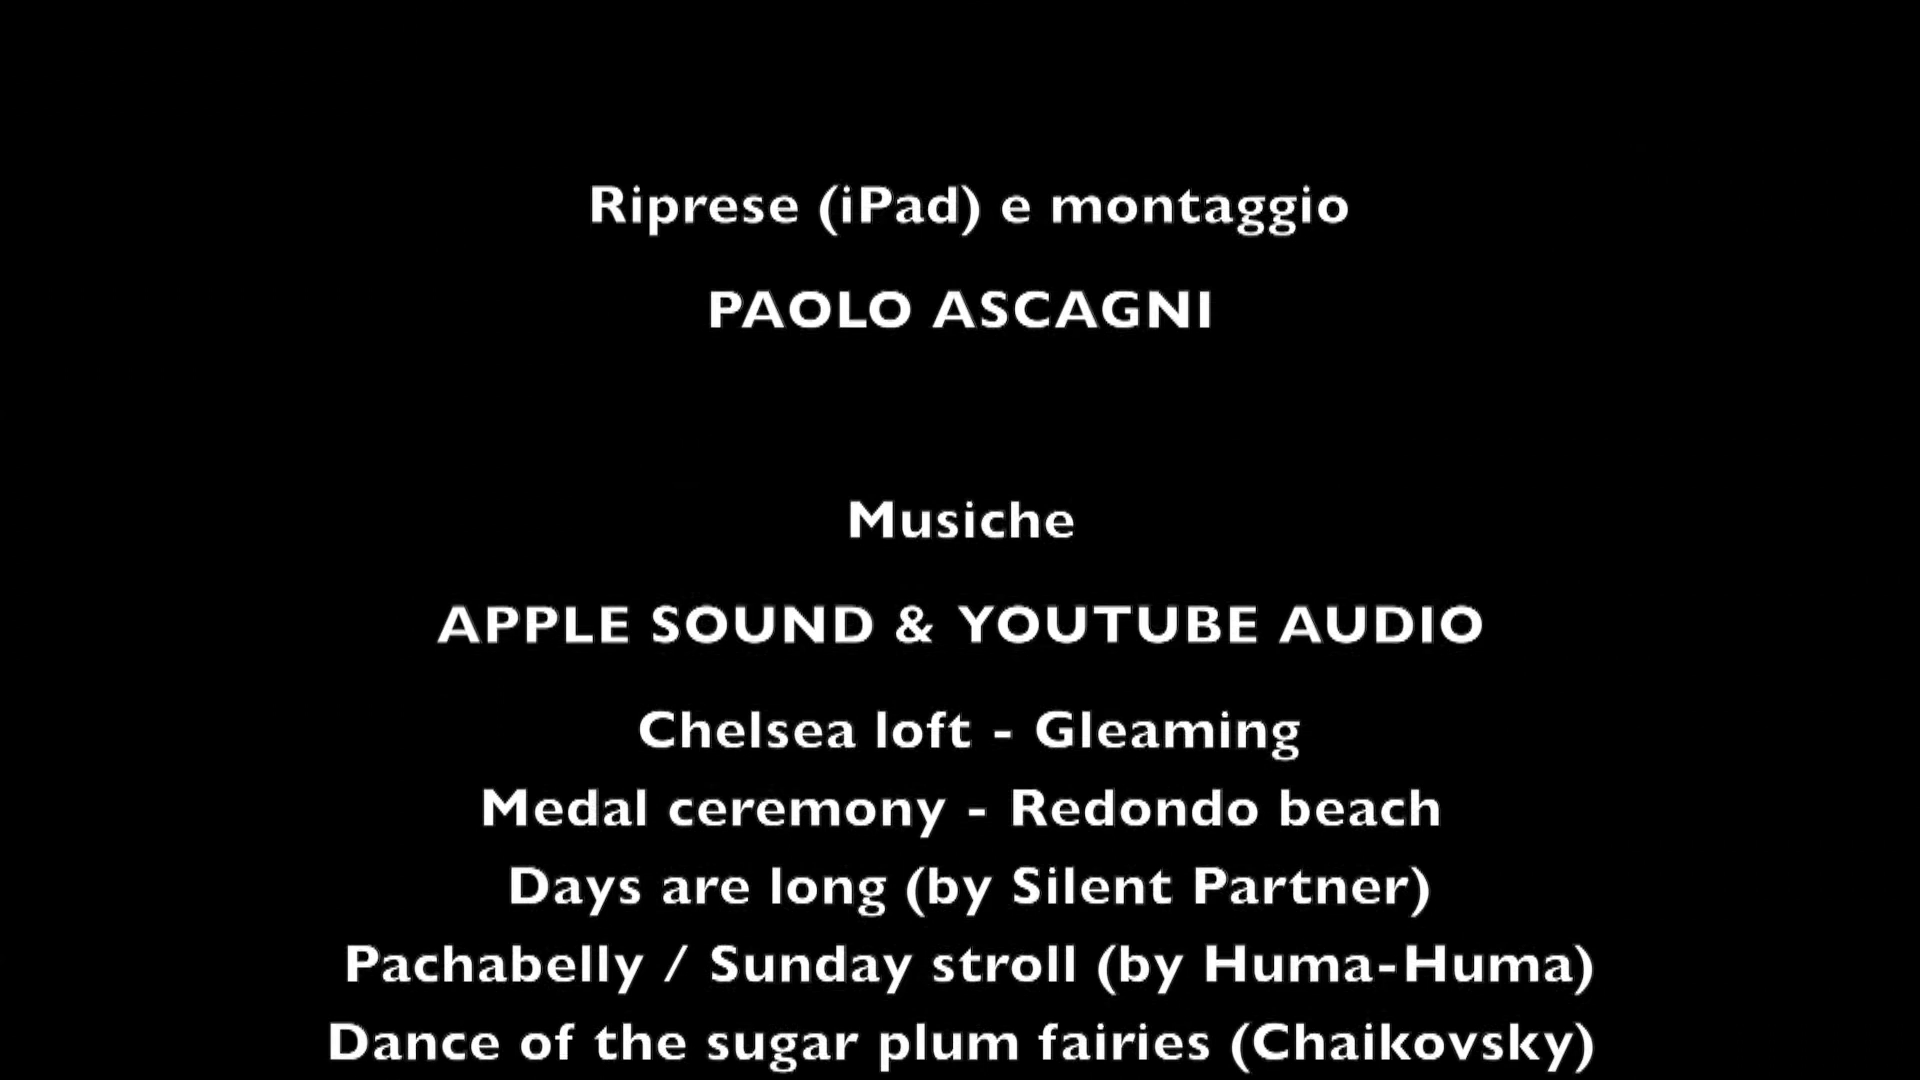 Riprese (iPad) e montaggio
PAOLO ASCAGNI
Musiche
APPLE SOUND & YOUTUBE AUDIO
Chelsea loft - Gleaming
Medal ceremony - Redondo beach
Days are long (by Silent Partner)
Pachabelly / Sunday stroll (by Huma-Huma)
Dance of the sugar plum fairies (Chaikovsky)